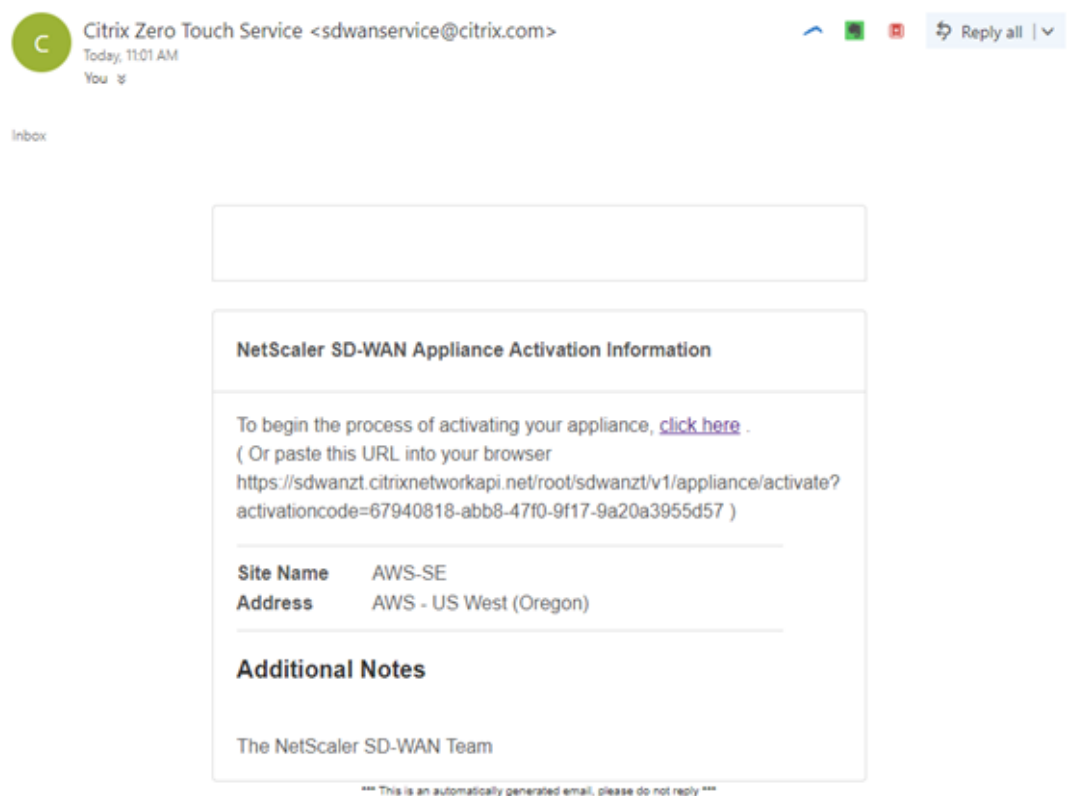 C
Citrix Zero Touch Service <sdwanservice@citrix.com>
Reply all
Today, 11:01 AM
You
Inbox
NetScaler SD-WAN Appliance Activation Information
To begin the process of activating your appliance, click here .
( Or paste this URL into your browser
https://sdwanzt.citrixnetworkapi.net/root/sdwanzt/v1/appliance/activate?
activationcode=67940818-abb8-47f0-9f17-9a20a3955d57 )
Site Name AWS-SE
Address AWS - US West (Oregon)
Additional Notes
The NetScaler SD-WAN Team
*** This is an automatically generated email, please do not reply ***